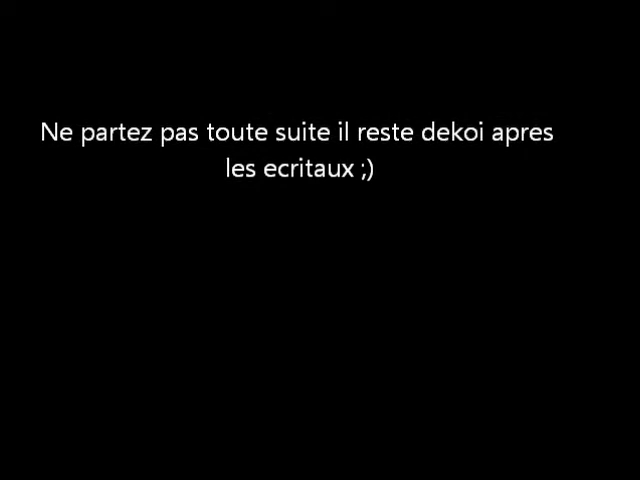 Ne partez pas toute suite il reste dekoi apres
les ecritaux ;)